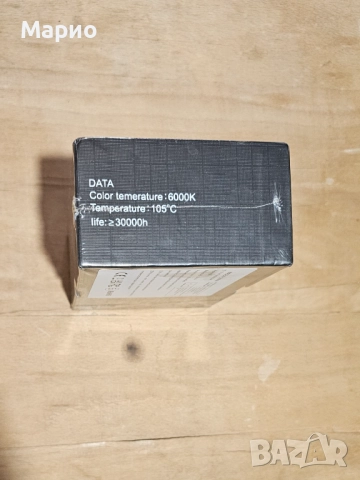 Марио
DATA
Color temerature:6000K
Temperature:105°C
life:≥30000h
BAZAR